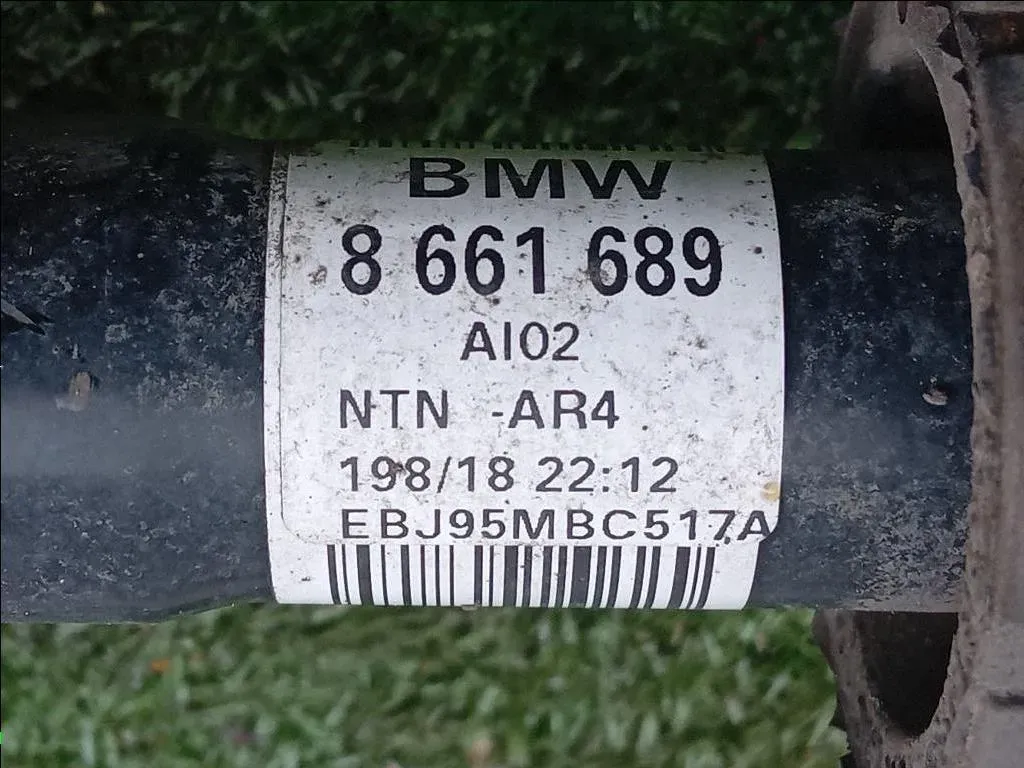 BMW
8 661 689
AI02
NTN -AR4
198/18 22:12
EBJ95MBC517A